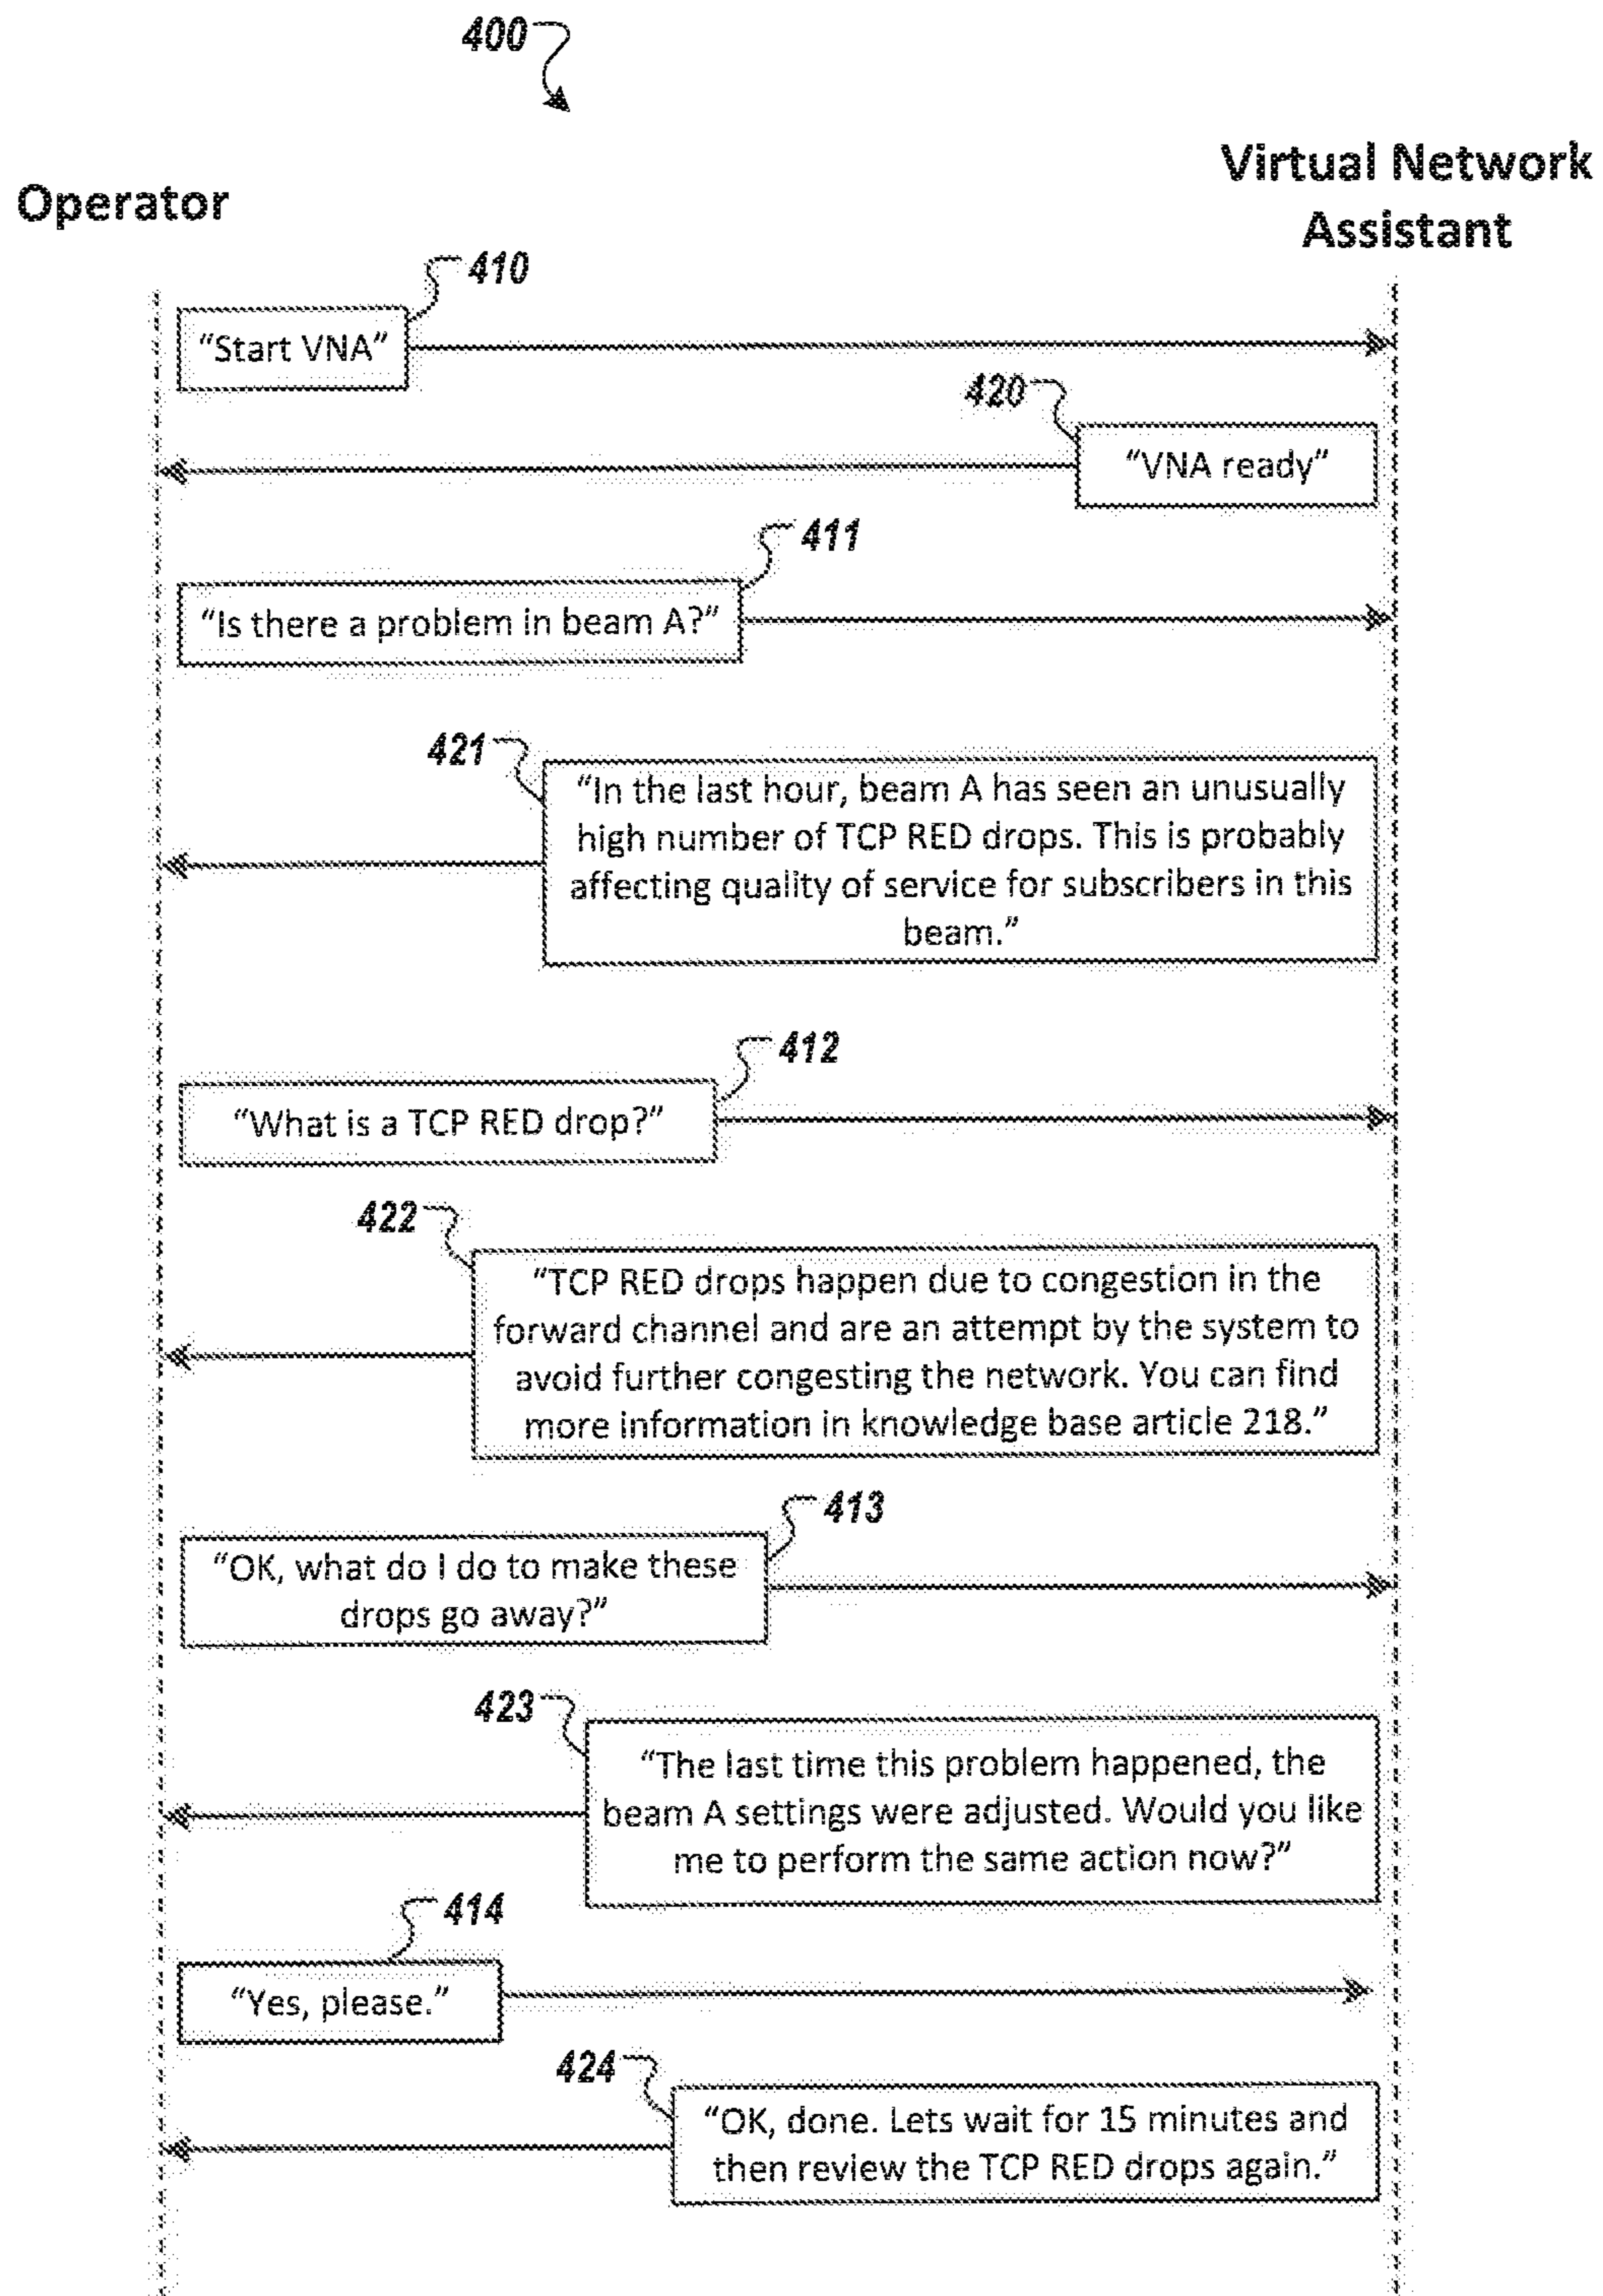 400
Operator
Virtual Network
Assistant
410
“Start VNA”
420
“VNA ready”
411
“Is there a problem in beam A?”
421
“In the last hour, beam A has seen an unusually
high number of TCP RED drops. This is probably
affecting quality of service for subscribers in this
beam.”
412
“What is a TCP RED drop?”
422
“TCP RED drops happen due to congestion in the
forward channel and are an attempt by the system to
avoid further congesting the network. You can find
more information in knowledge base article 218.”
413
“OK, what do I do to make these
drops go away?”
423
“The last time this problem happened, the
beam A settings were adjusted. Would you like
me to perform the same action now?”
414
“Yes, please.”
424
“OK, done. Lets wait for 15 minutes and
then review the TCP RED drops again.”